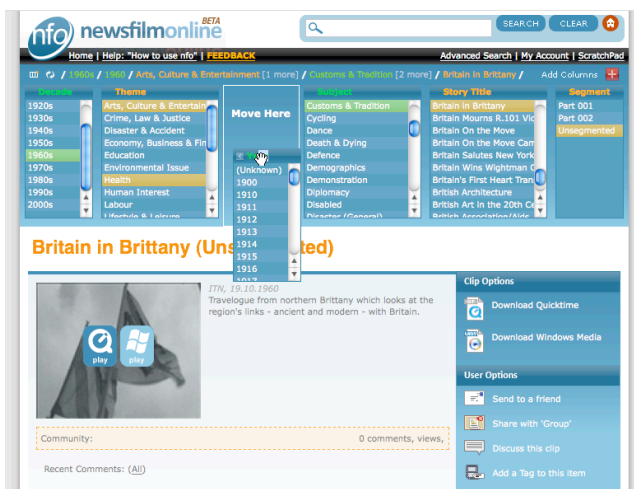 nfo newsfilmonline BETA
SEARCH CLEAR
Home | Help: "How to use nfo" | FEEDBACK
Advanced Search | My Account | ScratchPad
/ 1960s / 1960 / Arts, Culture & Entertainment [1 more] / Customs & Tradition [2 more] / Britain in Brittany / Add Columns
Decade
1920s
1930s
1940s
1950s
1960s
1970s
1980s
1990s
2000s
Theme
Arts, Culture & Entertain
Crime, Law & Justice
Disaster & Accident
Economy, Business & Fin
Education
Environmental Issue
Health
Human Interest
Labour
Lifestyle & Leisure
Move Here
(Unknown)
1900
1910
1911
1912
1913
1914
1915
1916
1917
Subject
Customs & Tradition
Cycling
Dance
Death & Dying
Defence
Demographics
Demonstration
Diplomacy
Disabled
Disaster (General)
Story Title
Britain in Brittany
Britain Mourns R.101 Vic
Britain On the Move
Britain On the Move Cam
Britain Salutes New York
Britain Wins Wightman C
Britain's First Heart Tran
British Architecture
British Art in the 20th Ce
British Association/Aids
Segment
Part 001
Part 002
Unsegmented
Britain in Brittany (Uns ted)
ITN, 19.10.1960
Travelogue from northern Brittany which looks at the
region's links - ancient and modern - with Britain.
play play
Community: 0 comments, views,
Recent Comments: (All)
Clip Options
Download Quicktime
Download Windows Media
User Options
Send to a friend
Share with 'Group'
Discuss this clip
Add a Tag to this item